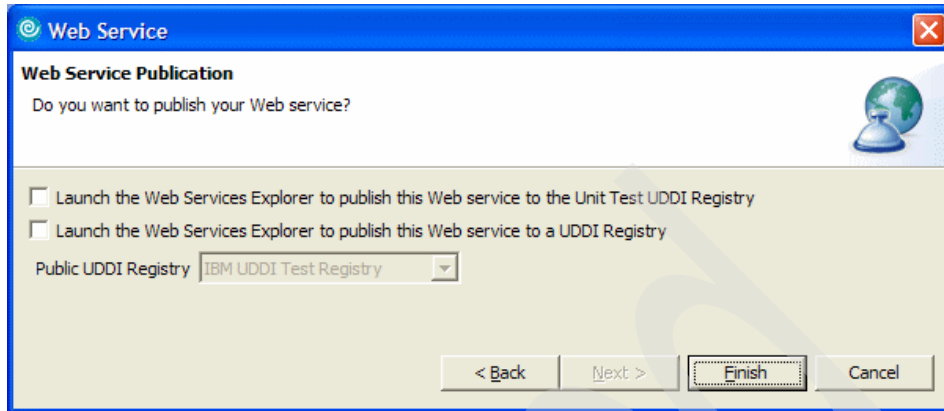 Web Service
Web Service Publication
Do you want to publish your Web service?
Launch the Web Services Explorer to publish this Web service to the Unit Test UDDI Registry
Launch the Web Services Explorer to publish this Web service to a UDDI Registry
Public UDDI Registry IBM UDDI Test Registry
< Back Next > Finish Cancel